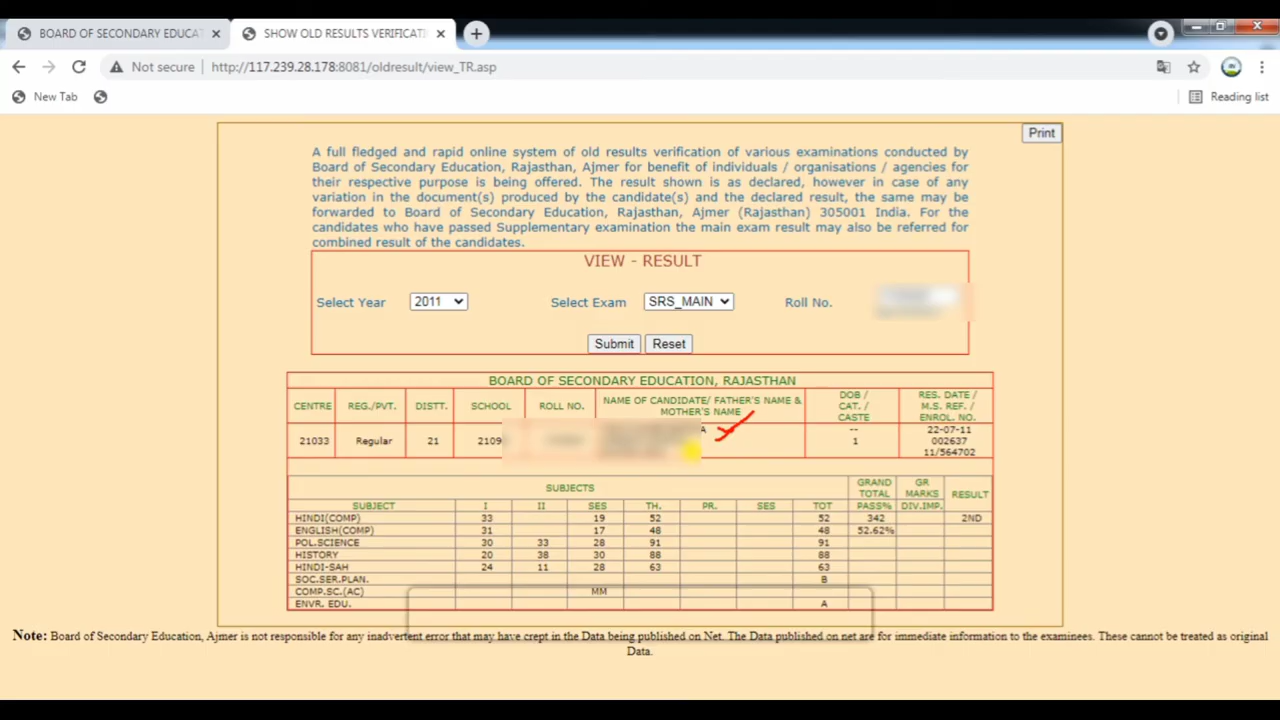 BOARD OF SECONDARY EDUCAT
SHOW OLD RESULTS VERIFICATI
Not secure
http://117.239.28.178:8081/oldresult/view_TR.asp
New Tab
Reading list
Print
A full fledged and rapid online system of old results verification of various examinations conducted by
Board of Secondary Education, Rajasthan, Ajmer for benefit of individuals / organisations / agencies for
their respective purpose is being offered. The result shown is as declared, however in case of any
variation in the document(s) produced by the candidate(s) and the declared result, the same may be
forwarded to Board of Secondary Education, Rajasthan, Ajmer (Rajasthan) 305001 India. For the
candidates who have passed Supplementary examination the main exam result may also be referred for
combined result of the candidates.
VIEW - RESULT
Select Year 2011 Select Exam SRS_MAIN Roll No.
Submit Reset
BOARD OF SECONDARY EDUCATION, RAJASTHAN
CENTRE REG./PVT. DISTT. SCHOOL ROLL NO. NAME OF CANDIDATE/ FATHER'S NAME & MOTHER'S NAME DOB / CAT. / CASTE RES. DATE / M.S. REF. / ENROL. NO.
21033 Regular 21 2109 A -- 1 22-07-11 002637 11/564702
SUBJECTS GRAND TOTAL GR MARKS RESULT
SUBJECT I II SES TH. PR. SES TOT PASS% DIV.IMP.
HINDI(COMP) 33 19 52 52 342 2ND
ENGLISH(COMP) 31 17 48 48 52.62%
POL.SCIENCE 30 33 28 91 91
HISTORY 20 38 30 88 88
HINDI-SAH 24 11 28 63 63
SOC.SER.PLAN. B
COMP.SC.(AC) MM
ENVR. EDU. A
Note: Board of Secondary Education, Ajmer is not responsible for any inadvertent error that may have crept in the Data being published on Net. The Data published on net are for immediate information to the examinees. These cannot be treated as original
Data.